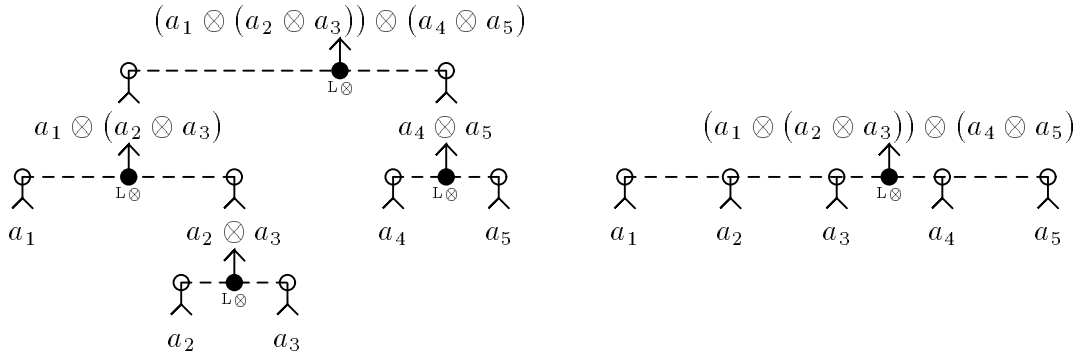 (a₁ ⊗ (a₂ ⊗ a₃)) ⊗ (a₄ ⊗ a₅)
L⊗
a₁ ⊗ (a₂ ⊗ a₃)
a₄ ⊗ a₅
L⊗
L⊗
a₁
a₂ ⊗ a₃
a₄
a₅
L⊗
a₂
a₃
(a₁ ⊗ (a₂ ⊗ a₃)) ⊗ (a₄ ⊗ a₅)
L⊗
a₁
a₂
a₃
a₄
a₅